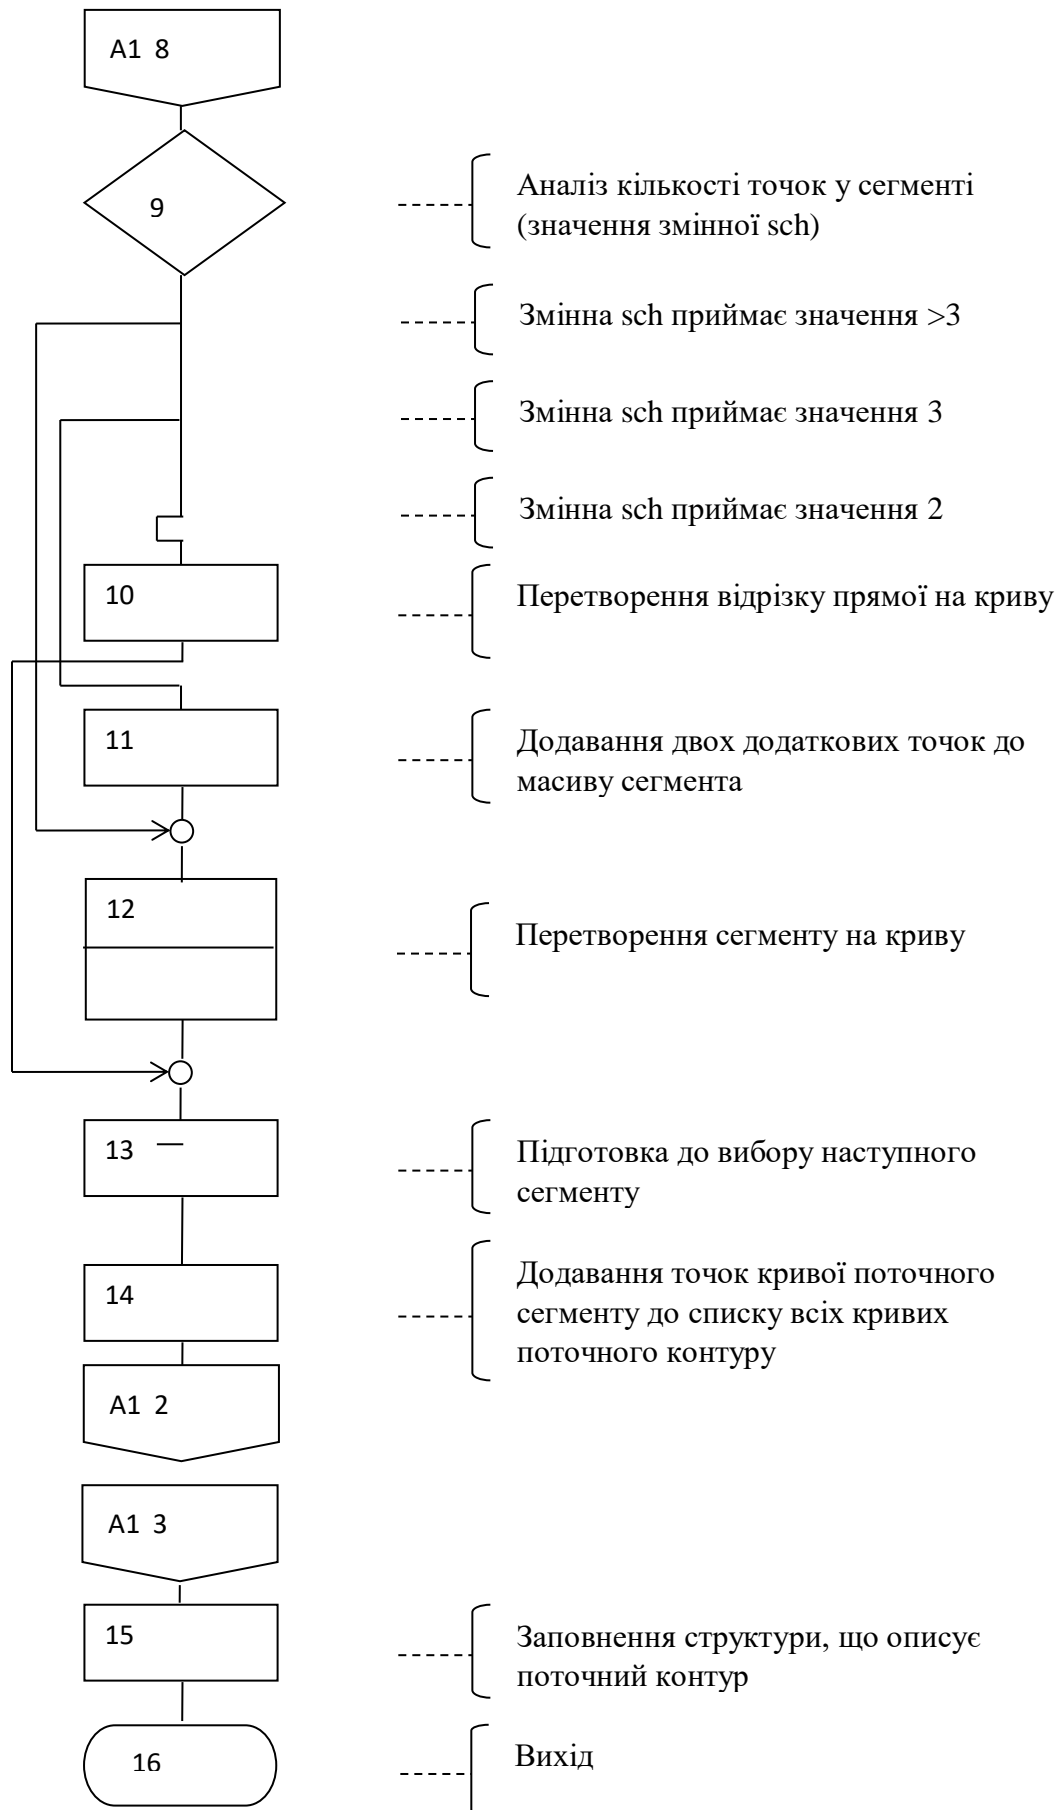 A1 8
9
Аналіз кількості точок у сегменті
(значення змінної sch)
Змінна sch приймає значення >3
Змінна sch приймає значення 3
Змінна sch приймає значення 2
10
Перетворення відрізку прямої на криву
11
Додавання двох додаткових точок до
масиву сегмента
12
Перетворення сегменту на криву
13
Підготовка до вибору наступного
сегменту
14
Додавання точок кривої поточного
сегменту до списку всіх кривих
поточного контуру
A1 2
A1 3
15
Заповнення структури, що описує
поточний контур
16
Вихід